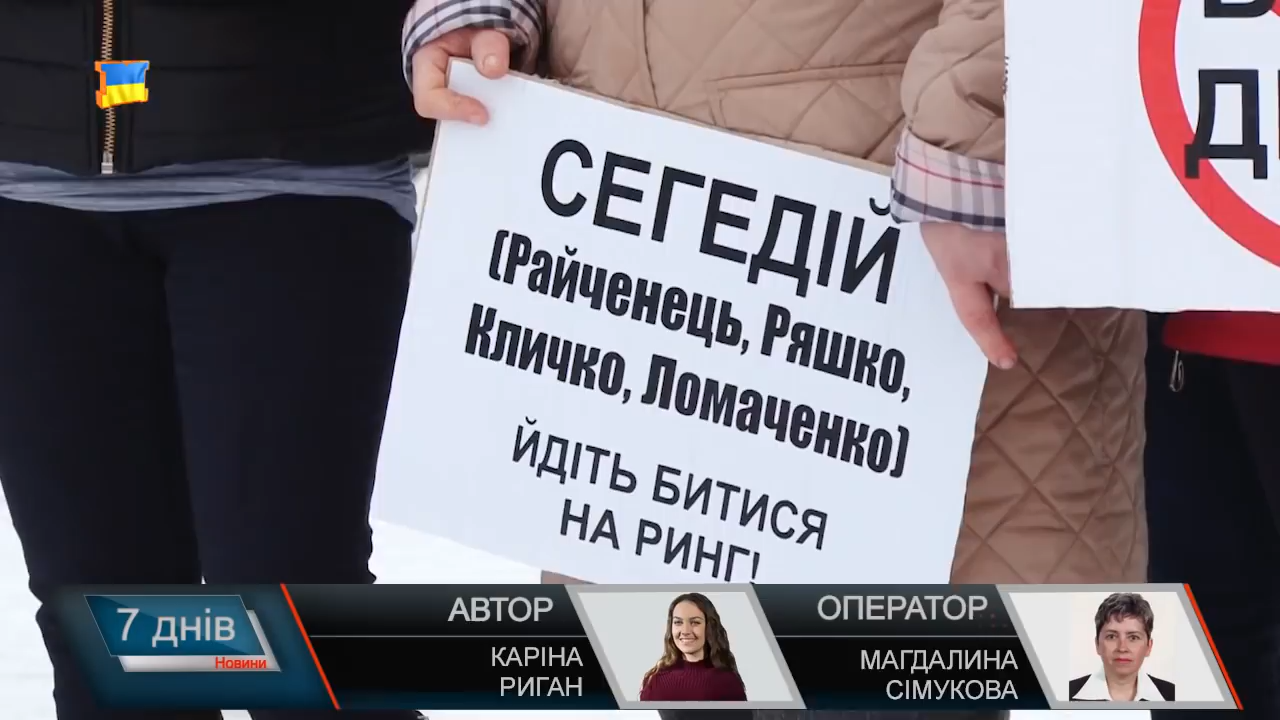 СЕГЕДІЙ
(Райченець, Ряшко,
Кличко, Ломаченко)
ЙДІТЬ БИТИСЯ
НА РИНГ!
7 днів
Новини
АВТОР
КАРІНА
РИГАН
ОПЕРАТОР
МАГДАЛИНА
СІМУКОВА